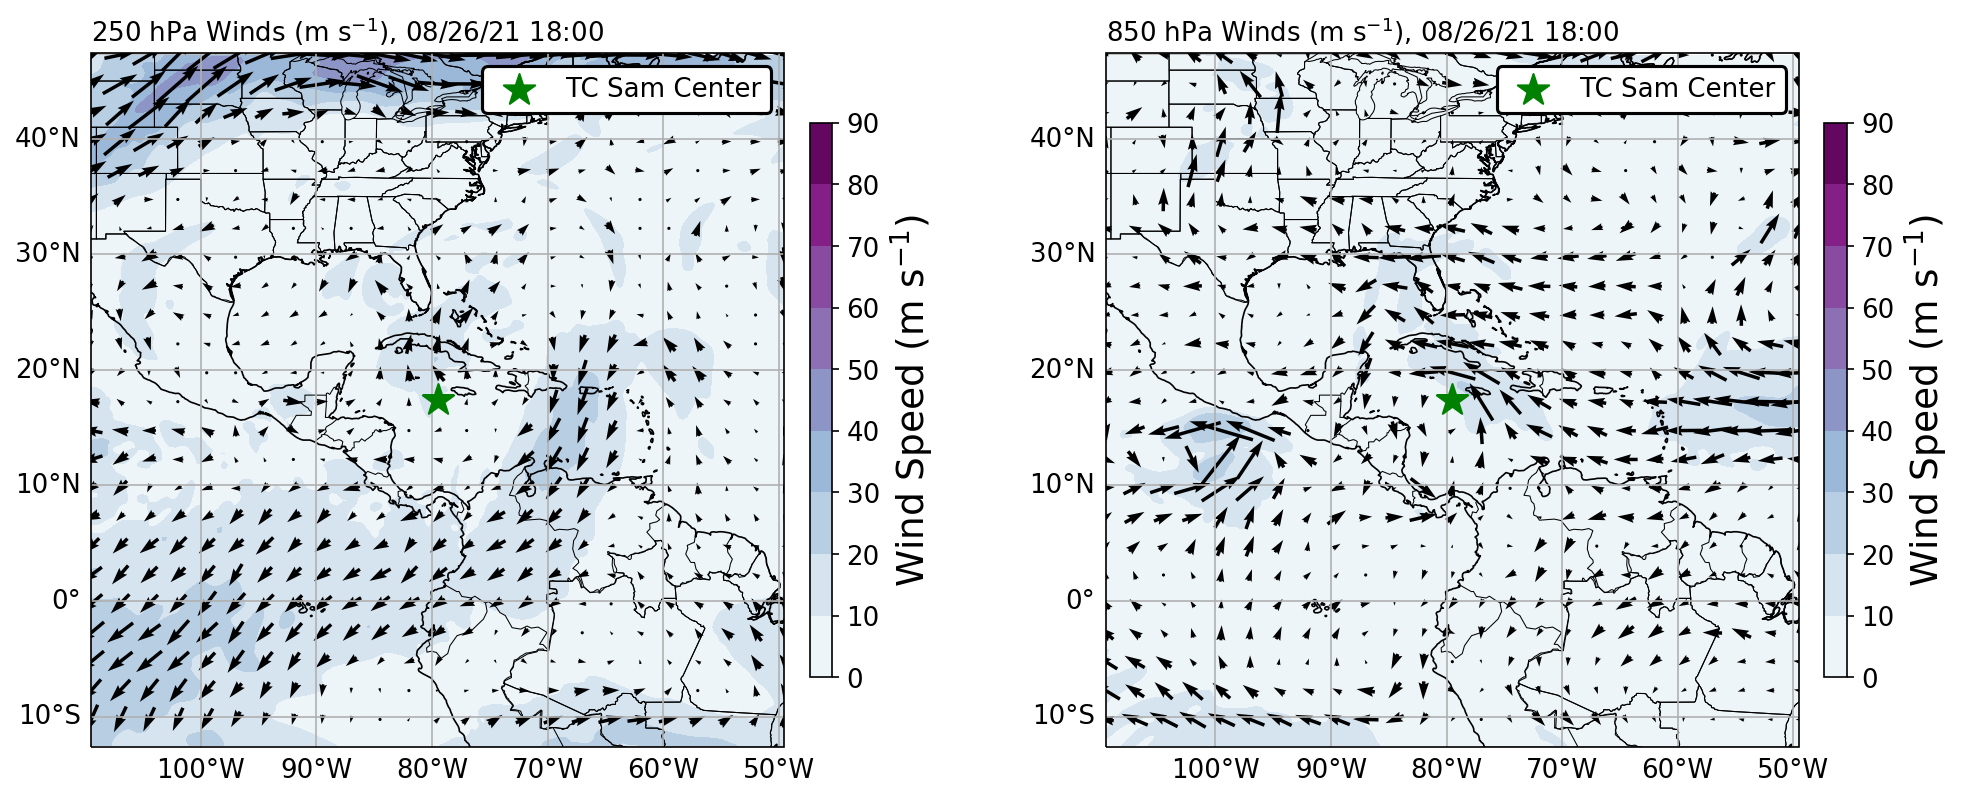 250 hPa Winds (m s⁻¹), 08/26/21 18:00
TC Sam Center
40°N
30°N
20°N
10°N
0°
10°S
100°W 90°W 80°W 70°W 60°W 50°W
90
80
70
60
50
40
30
20
10
0
Wind Speed (m s⁻¹)
850 hPa Winds (m s⁻¹), 08/26/21 18:00
TC Sam Center
40°N
30°N
20°N
10°N
0°
10°S
100°W 90°W 80°W 70°W 60°W 50°W
90
80
70
60
50
40
30
20
10
0
Wind Speed (m s⁻¹)